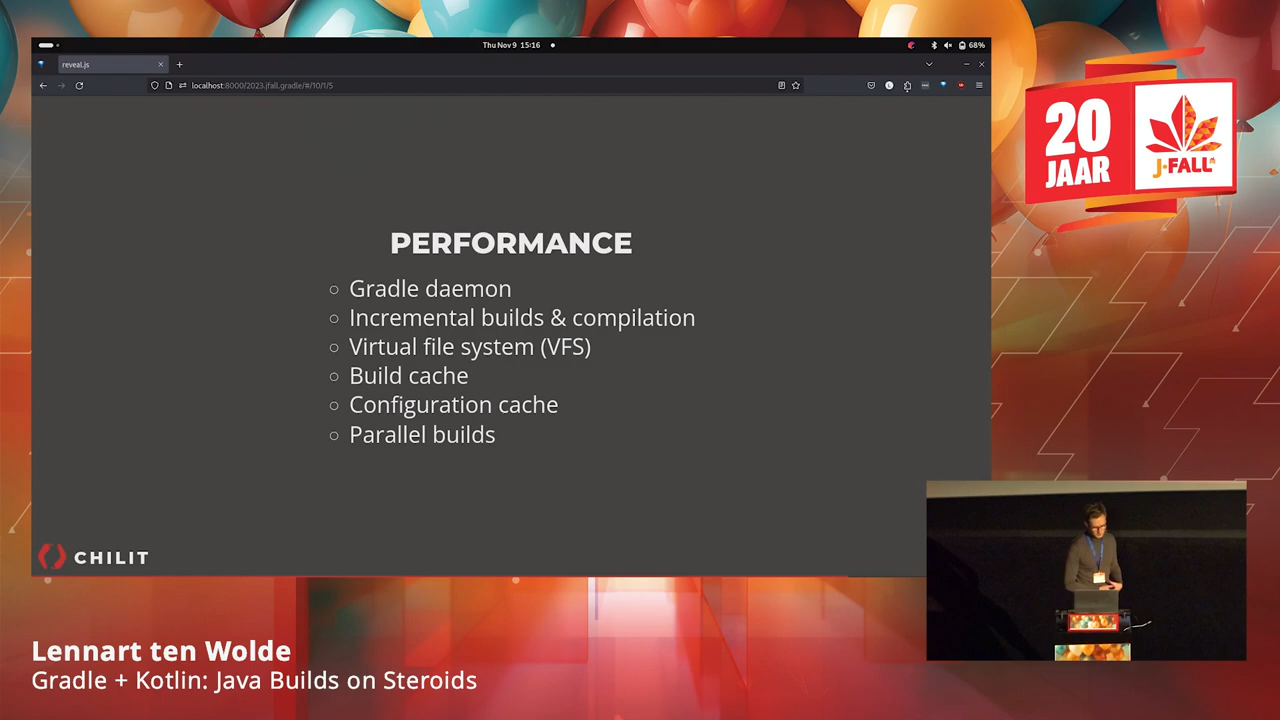 Thu Nov 9 15:16
68%
reveal.js
localhost:8000/2023.jfall.gradle/#/10/1/5
20
JAAR
J-FALL
PERFORMANCE
Gradle daemon
Incremental builds & compilation
Virtual file system (VFS)
Build cache
Configuration cache
Parallel builds
CHILIT
Lennart ten Wolde
Gradle + Kotlin: Java Builds on Steroids